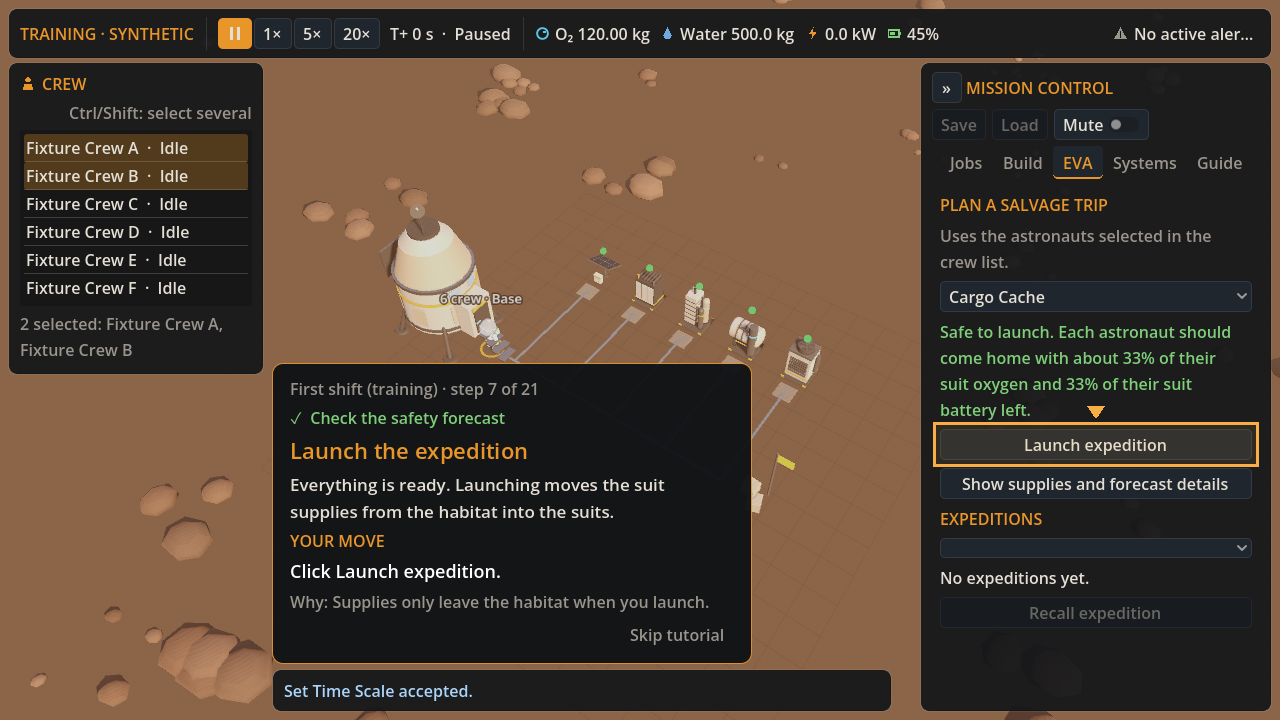 TRAINING · SYNTHETIC
1×
5×
20×
T+ 0 s · Paused
O₂ 120.00 kg
Water 500.0 kg
0.0 kW
45%
No active aler...
CREW
Ctrl/Shift: select several
Fixture Crew A · Idle
Fixture Crew B · Idle
Fixture Crew C · Idle
Fixture Crew D · Idle
Fixture Crew E · Idle
Fixture Crew F · Idle
2 selected: Fixture Crew A,
Fixture Crew B
6 crew · Base
First shift (training) · step 7 of 21
✓ Check the safety forecast
Launch the expedition
Everything is ready. Launching moves the suit
supplies from the habitat into the suits.
YOUR MOVE
Click Launch expedition.
Why: Supplies only leave the habitat when you launch.
Skip tutorial
Set Time Scale accepted.
» MISSION CONTROL
Save
Load
Mute
Jobs
Build
EVA
Systems
Guide
PLAN A SALVAGE TRIP
Uses the astronauts selected in the
crew list.
Cargo Cache
Safe to launch. Each astronaut should
come home with about 33% of their
suit oxygen and 33% of their suit
battery left.
Launch expedition
Show supplies and forecast details
EXPEDITIONS
No expeditions yet.
Recall expedition